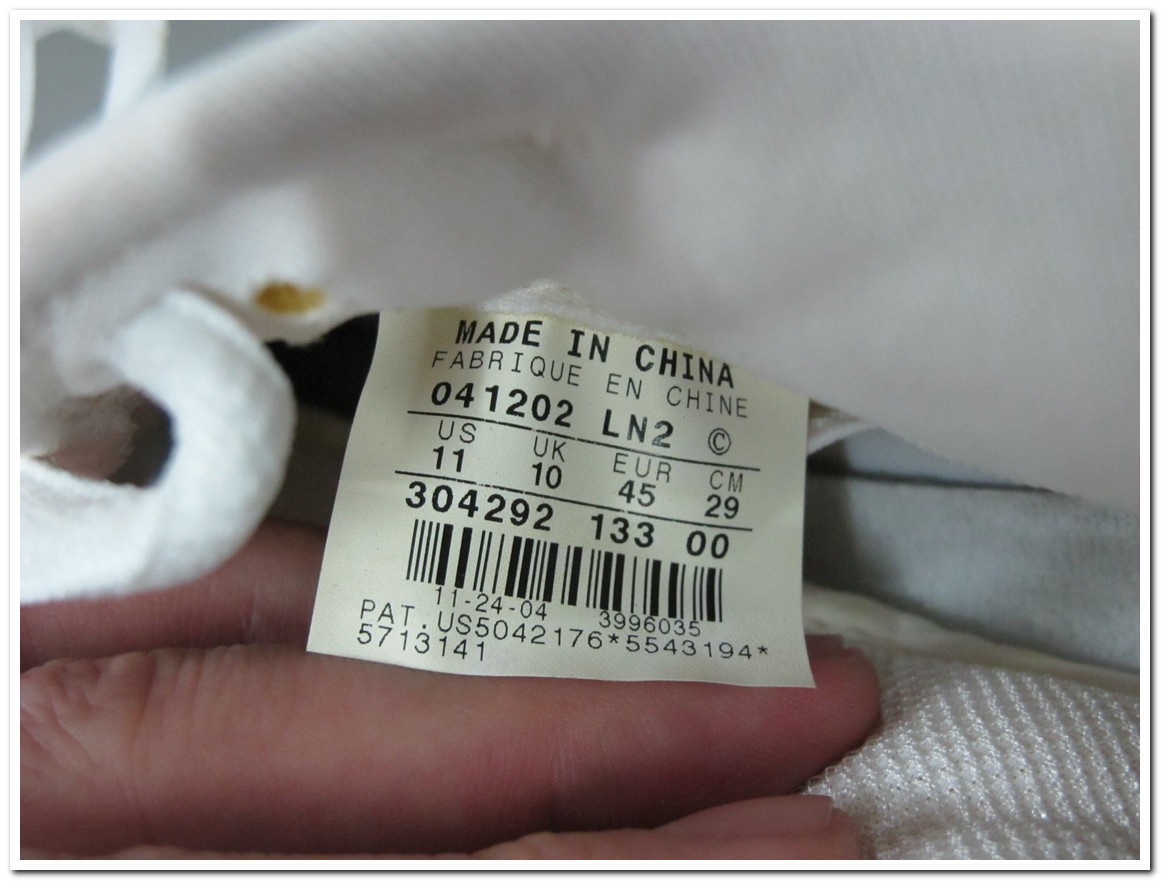 MADE IN CHINA
FABRIQUE EN CHINE
041202 LN2 ©
US UK EUR CM
11 10 45 29
304292 133 00
11-24-04 3996035
PAT.US5042176*5543194*
5713141